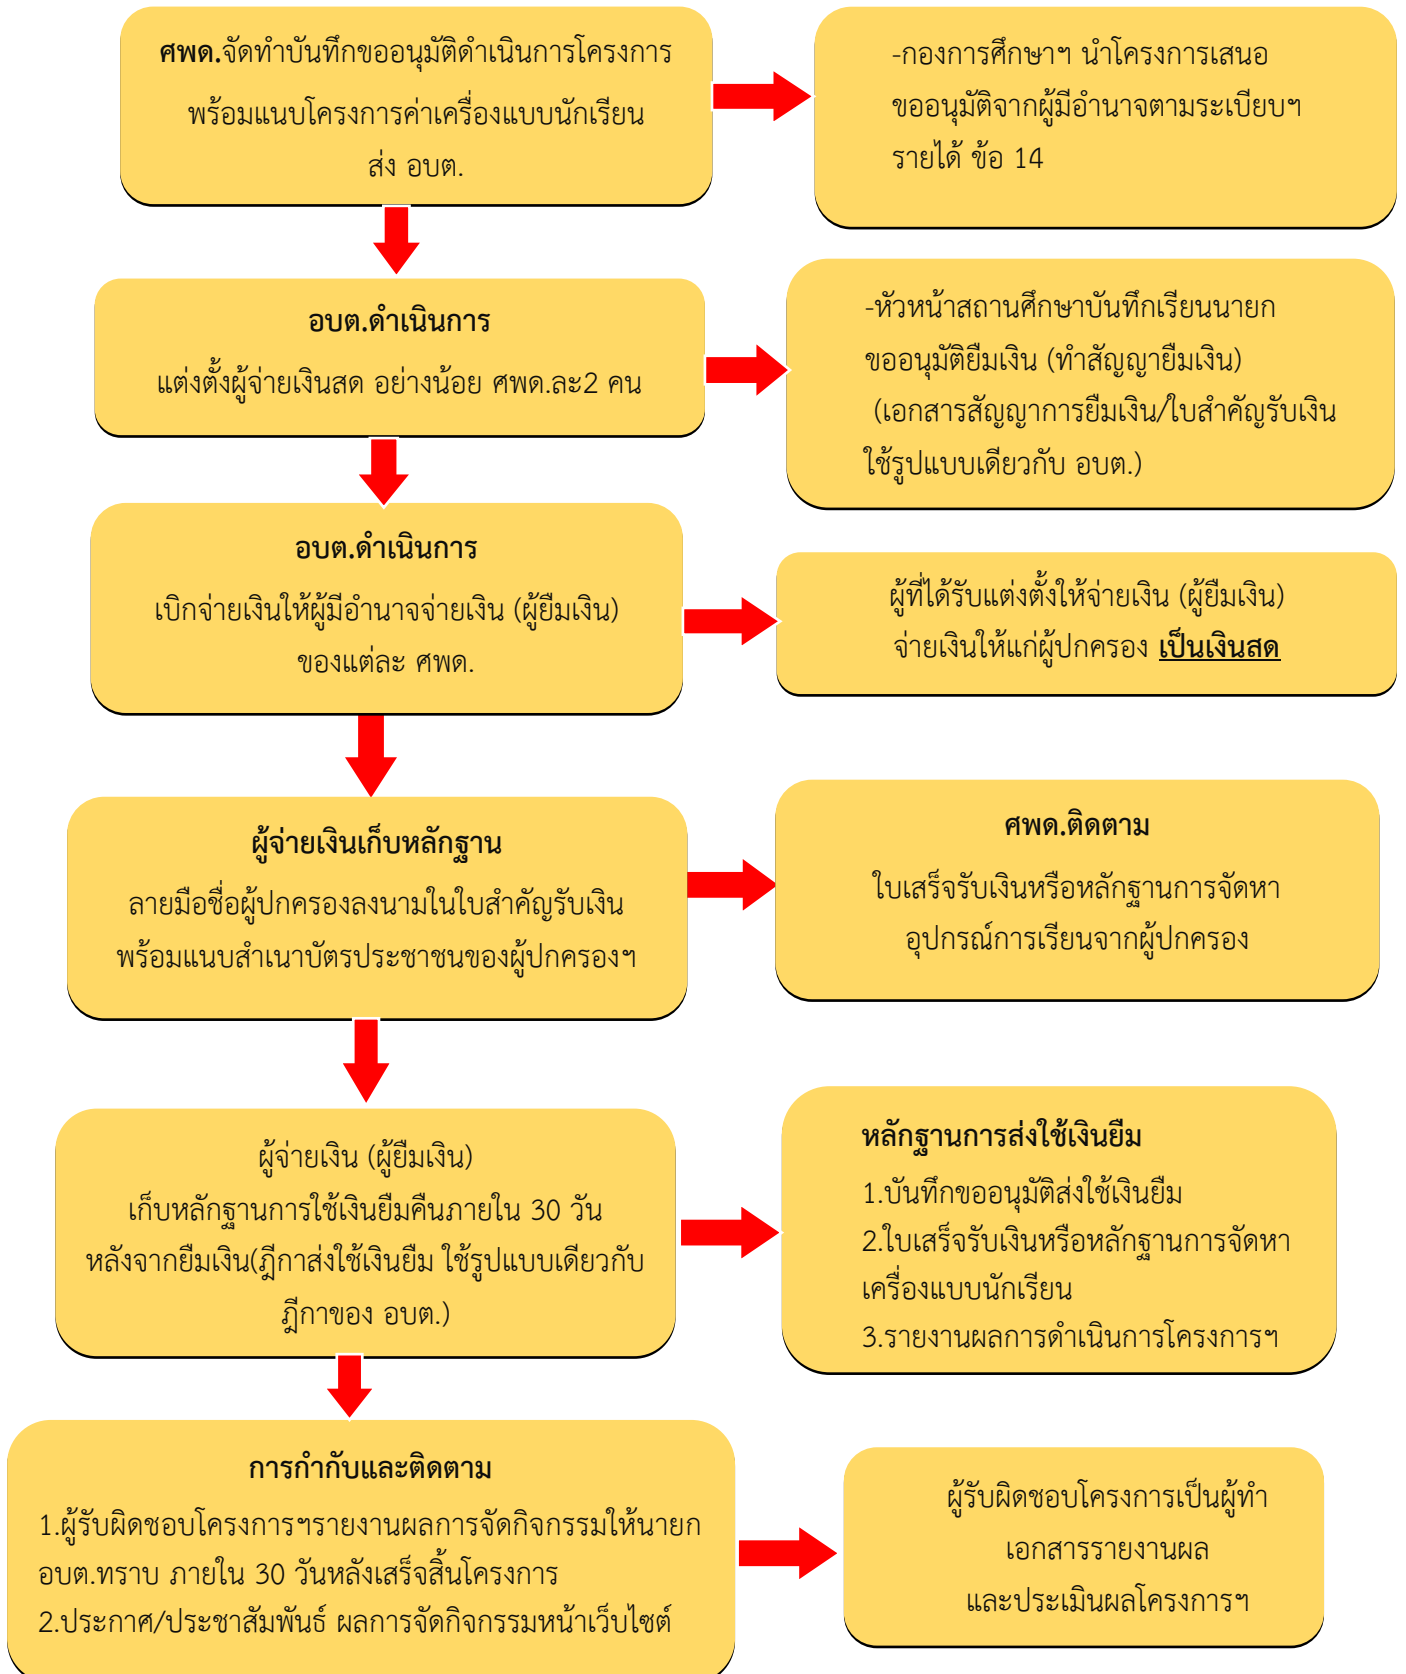 ศพด.จัดทำบันทึกขออนุมัติดำเนินการโครงการ
พร้อมแนบโครงการค่าเครื่องแบบนักเรียน
ส่ง อบต.
-กองการศึกษาฯ นำโครงการเสนอ
ขออนุมัติจากผู้มีอำนาจตามระเบียบฯ
รายได้ ข้อ 14
อบต.ดำเนินการ
แต่งตั้งผู้จ่ายเงินสด อย่างน้อย ศพด.ละ2 คน
-หัวหน้าสถานศึกษาบันทึกเรียนนายก
ขออนุมัติยืมเงิน (ทำสัญญายืมเงิน)
(เอกสารสัญญาการยืมเงิน/ใบสำคัญรับเงิน
ใช้รูปแบบเดียวกับ อบต.)
อบต.ดำเนินการ
เบิกจ่ายเงินให้ผู้มีอำนาจจ่ายเงิน (ผู้ยืมเงิน)
ของแต่ละ ศพด.
ผู้ที่ได้รับแต่งตั้งให้จ่ายเงิน (ผู้ยืมเงิน)
จ่ายเงินให้แก่ผู้ปกครอง เป็นเงินสด
ผู้จ่ายเงินเก็บหลักฐาน
ลายมือชื่อผู้ปกครองลงนามในใบสำคัญรับเงิน
พร้อมแนบสำเนาบัตรประชาชนของผู้ปกครองฯ
ศพด.ติดตาม
ใบเสร็จรับเงินหรือหลักฐานการจัดหา
อุปกรณ์การเรียนจากผู้ปกครอง
ผู้จ่ายเงิน (ผู้ยืมเงิน)
เก็บหลักฐานการใช้เงินยืมคืนภายใน 30 วัน
หลังจากยืมเงิน(ฎีกาส่งใช้เงินยืม ใช้รูปแบบเดียวกับ
ฎีกาของ อบต.)
หลักฐานการส่งใช้เงินยืม
1.บันทึกขออนุมัติส่งใช้เงินยืม
2.ใบเสร็จรับเงินหรือหลักฐานการจัดหา
เครื่องแบบนักเรียน
3.รายงานผลการดำเนินการโครงการฯ
การกำกับและติดตาม
1.ผู้รับผิดชอบโครงการฯรายงานผลการจัดกิจกรรมให้นายก
อบต.ทราบ ภายใน 30 วันหลังเสร็จสิ้นโครงการ
2.ประกาศ/ประชาสัมพันธ์ ผลการจัดกิจกรรมหน้าเว็บไซต์
ผู้รับผิดชอบโครงการเป็นผู้ทำ
เอกสารรายงานผล
และประเมินผลโครงการฯ